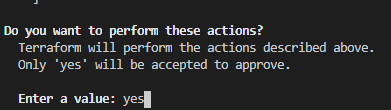 Do you want to perform these actions?
Terraform will perform the actions described above.
Only 'yes' will be accepted to approve.
Enter a value: yes